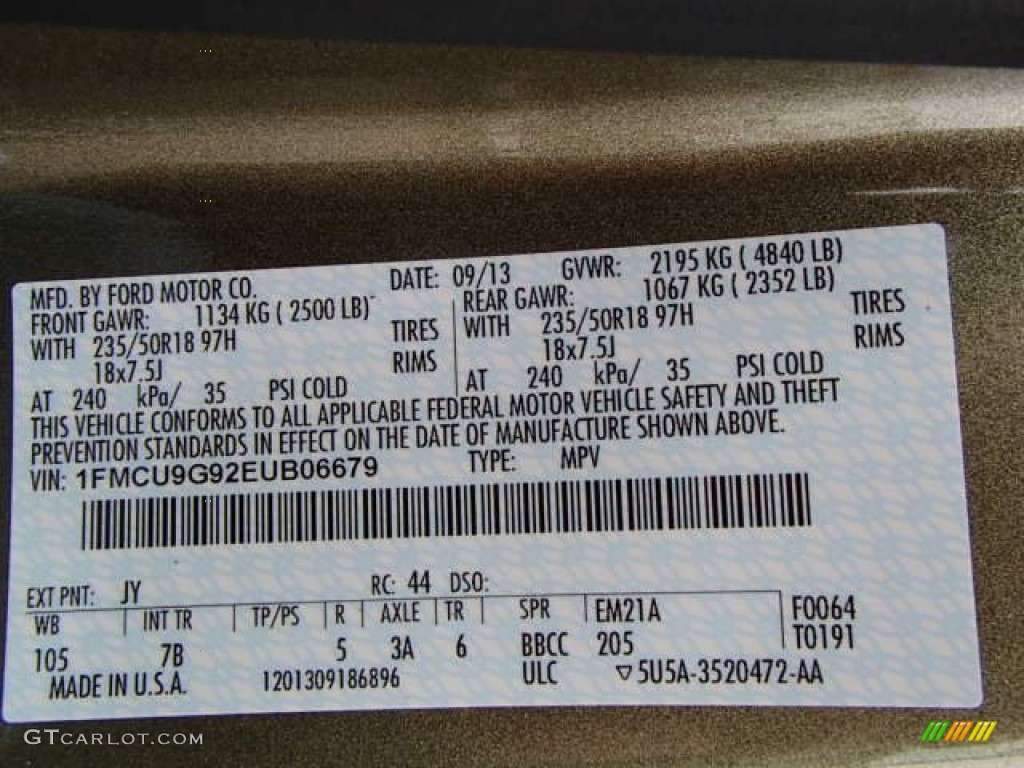 MFD. BY FORD MOTOR CO. DATE: 09/13 GVWR: 2195 KG ( 4840 LB)
FRONT GAWR: 1134 KG ( 2500 LB) REAR GAWR: 1067 KG ( 2352 LB)
WITH 235/50R18 97H TIRES WITH 235/50R18 97H TIRES
18x7.5J RIMS 18x7.5J RIMS
AT 240 kPa/ 35 PSI COLD AT 240 kPa/ 35 PSI COLD
THIS VEHICLE CONFORMS TO ALL APPLICABLE FEDERAL MOTOR VEHICLE SAFETY AND THEFT
PREVENTION STANDARDS IN EFFECT ON THE DATE OF MANUFACTURE SHOWN ABOVE.
VIN: 1FMCU9G92EUB06679 TYPE: MPV
EXT PNT: JY RC: 44 DSO:
WB INT TR TP/PS R AXLE TR SPR EM21A F0064
105 7B 5 3A 6 BBCC 205 T0191
MADE IN U.S.A. 1201309186896 ULC ▽5U5A-3520472-AA
GTCARLOT.COM